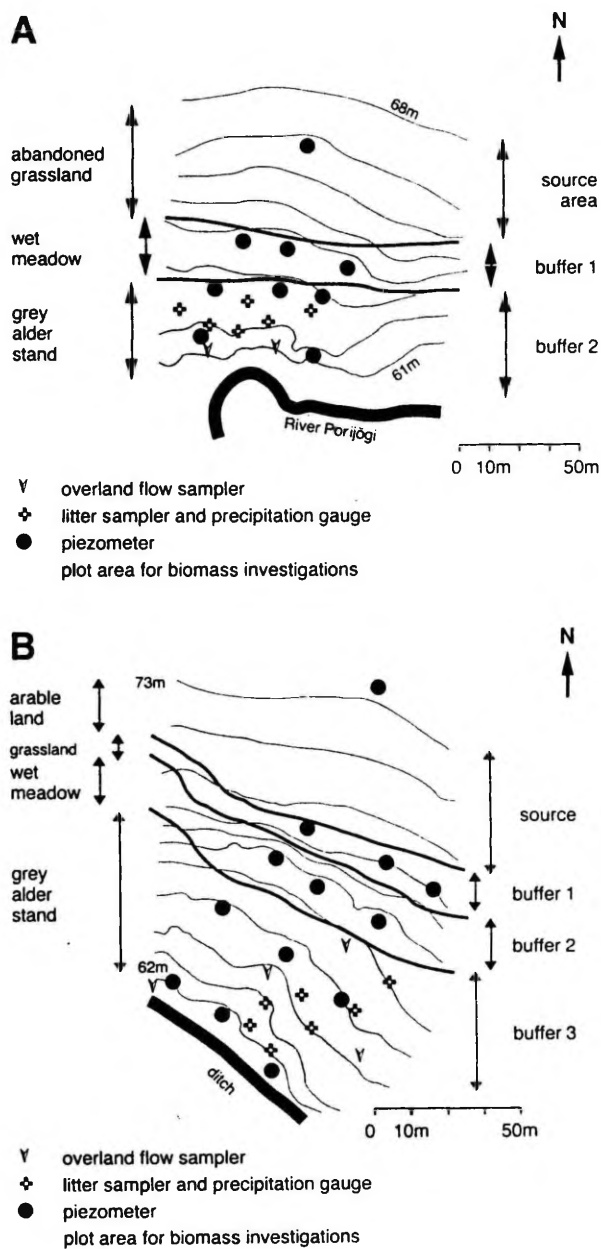 A
N
68m
abandoned
grassland
source
area
wet
meadow
buffer 1
grey
alder
stand
buffer 2
61m
River Porijõgi
0 10m 50m
overland flow sampler
litter sampler and precipitation gauge
piezometer
plot area for biomass investigations
B
N
arable
land
73m
grassland
wet
meadow
source
buffer 1
grey
alder
stand
buffer 2
62m
buffer 3
ditch
0 10m 50m
overland flow sampler
litter sampler and precipitation gauge
piezometer
plot area for biomass investigations